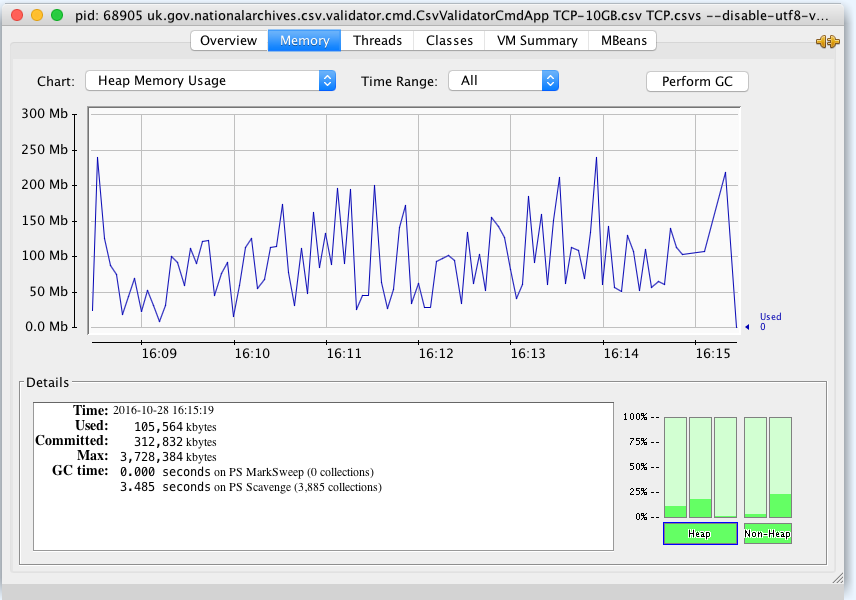 pid: 68905 uk.gov.nationalarchives.csv.validator.cmd.CsvValidatorCmdApp TCP-10GB.csv TCP.csvs --disable-utf8-v...
Overview Memory Threads Classes VM Summary MBeans
Chart: Heap Memory Usage Time Range: All Perform GC
300 Mb
250 Mb
200 Mb
150 Mb
100 Mb
50 Mb
0.0 Mb
Used
0
16:09 16:10 16:11 16:12 16:13 16:14 16:15
Details
Time: 2016-10-28 16:15:19
Used: 105,564 kbytes
Committed: 312,832 kbytes
Max: 3,728,384 kbytes
GC time: 0.000 seconds on PS MarkSweep (0 collections)
3.485 seconds on PS Scavenge (3,885 collections)
100% --
75% --
50% --
25% --
0% --
Heap Non-Heap